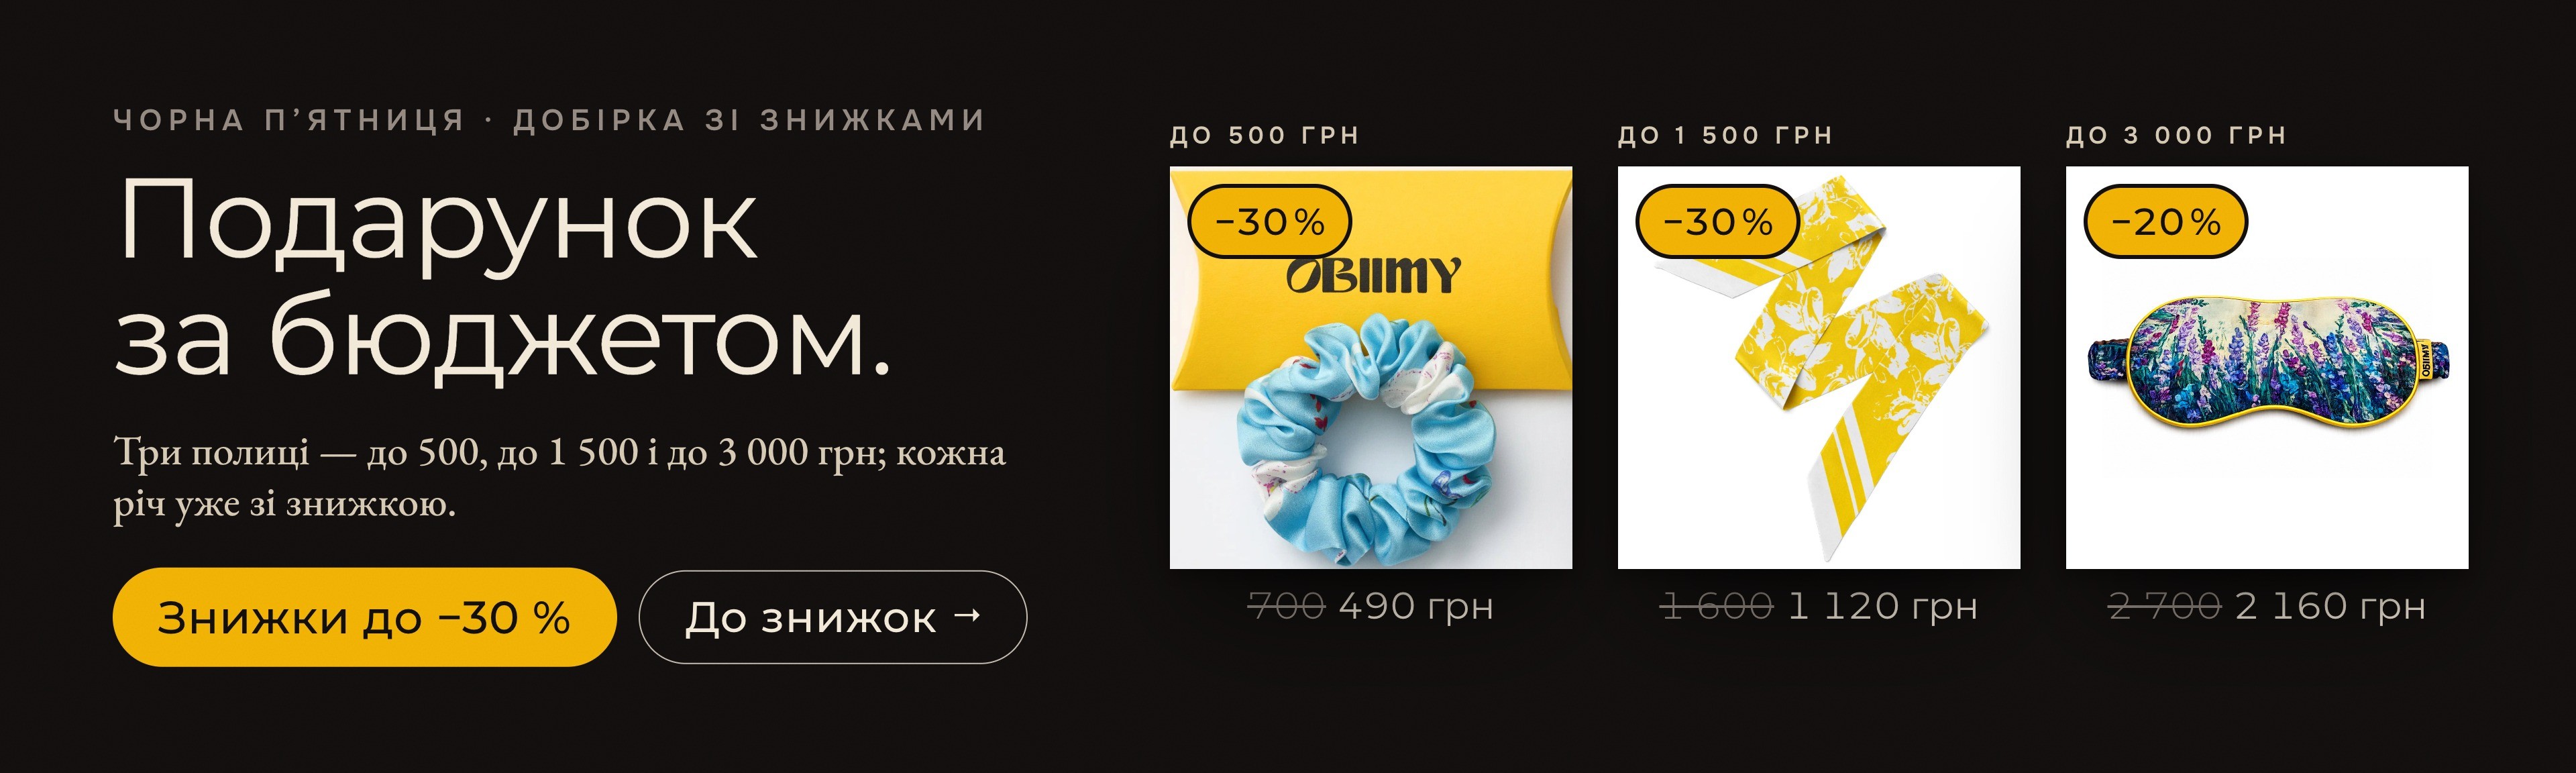 ЧОРНА П’ЯТНИЦЯ · ДОБІРКА ЗІ ЗНИЖКАМИ
Подарунок
за бюджетом.
Три полиці — до 500, до 1 500 і до 3 000 грн; кожна
річ уже зі знижкою.
Знижки до −30 %
До знижок →
ДО 500 ГРН
−30%
OBIIMY
700 490 грн
ДО 1 500 ГРН
−30%
1 600 1 120 грн
ДО 3 000 ГРН
−20%
OBIIMY
2 700 2 160 грн